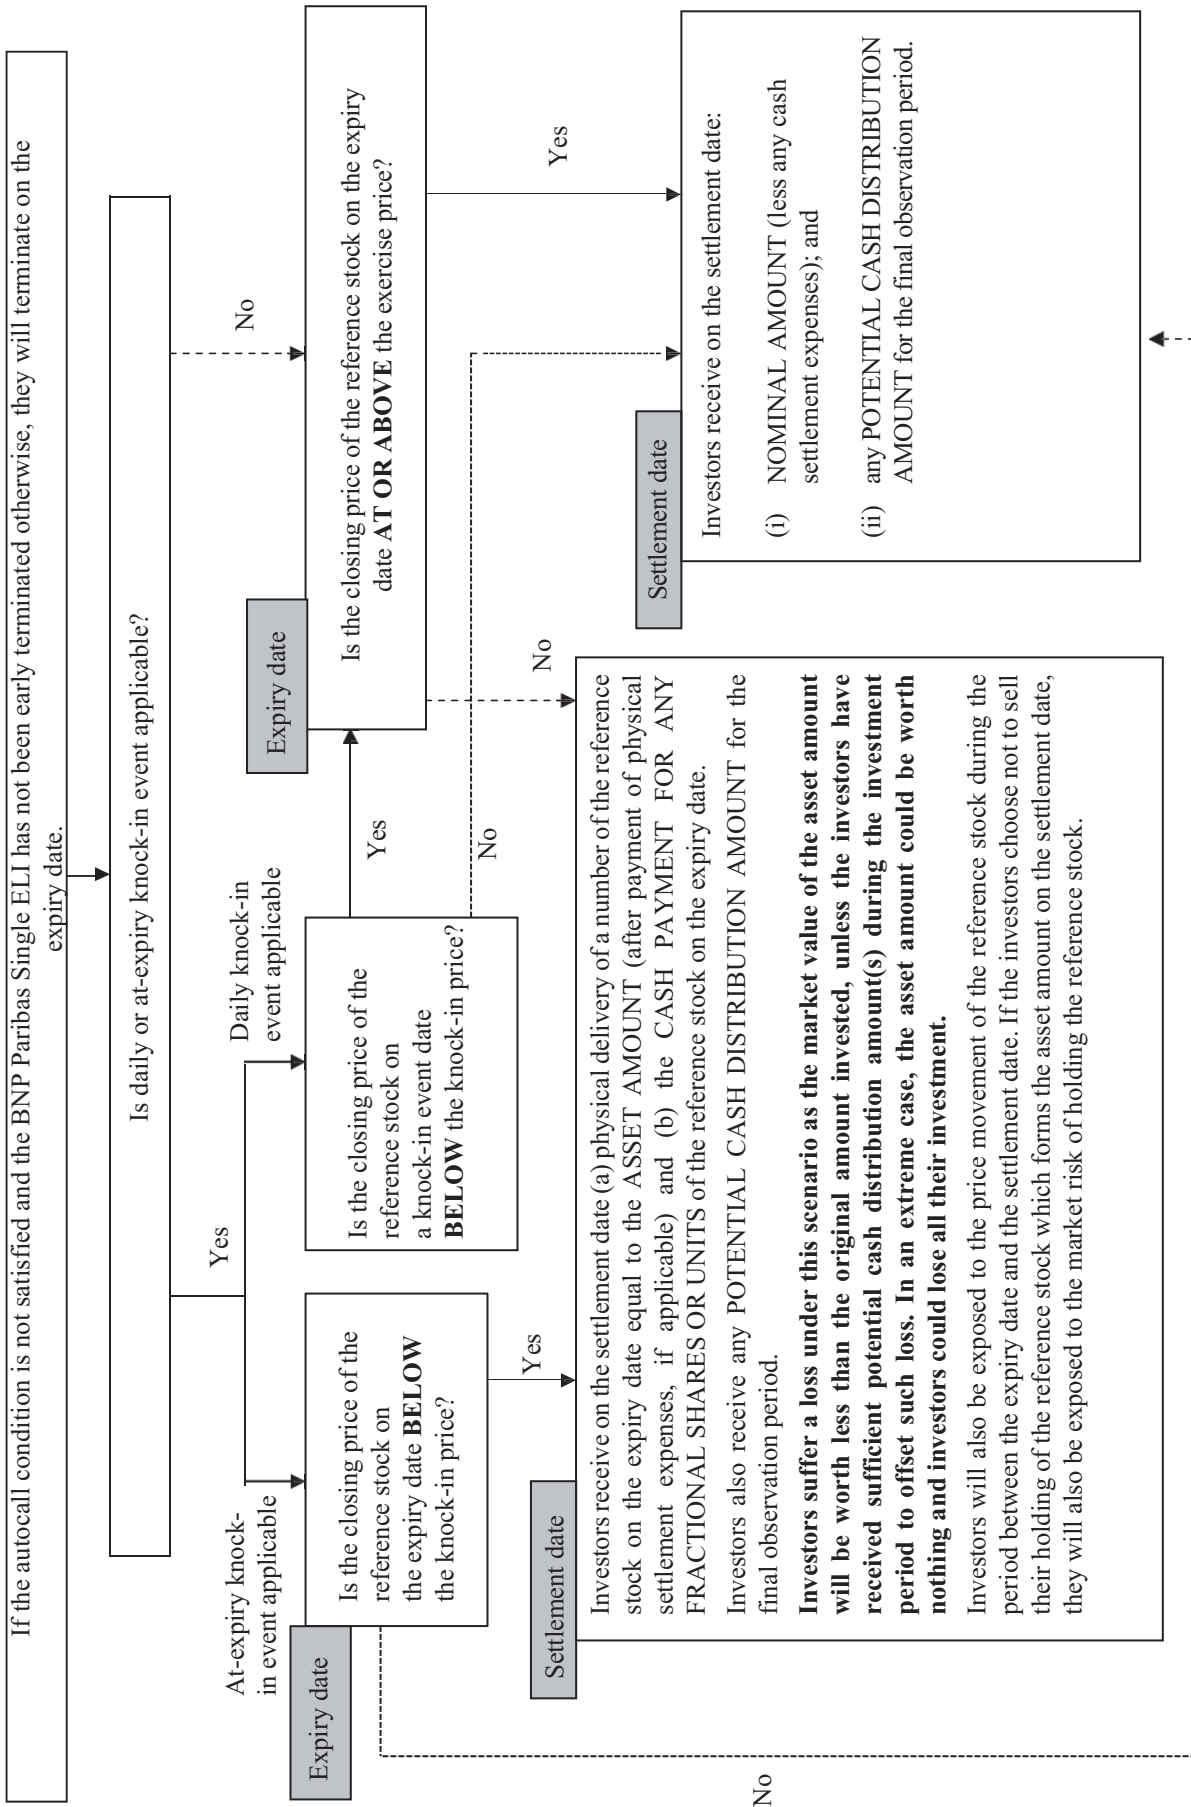 If the autocall condition is not satisfied and the BNP Paribas Single ELI has not been early terminated otherwise, they will terminate on the
expiry date.
Is daily or at-expiry knock-in event applicable?
Yes
No
At-expiry knock-
in event applicable
Daily knock-in
event applicable
Expiry date
Is the closing price of the
reference stock on
the expiry date BELOW
the knock-in price?
Is the closing price of the
reference stock on
a knock-in event date
BELOW the knock-in price?
Yes
No
Expiry date
Is the closing price of the reference stock on the expiry
date AT OR ABOVE the exercise price?
Yes
No
Yes
Settlement date
Investors receive on the settlement date (a) physical delivery of a number of the reference
stock on the expiry date equal to the ASSET AMOUNT (after payment of physical
settlement expenses, if applicable) and (b) the CASH PAYMENT FOR ANY
FRACTIONAL SHARES OR UNITS of the reference stock on the expiry date.
Investors also receive any POTENTIAL CASH DISTRIBUTION AMOUNT for the
final observation period.
Investors suffer a loss under this scenario as the market value of the asset amount
will be worth less than the original amount invested, unless the investors have
received sufficient potential cash distribution amount(s) during the investment
period to offset such loss. In an extreme case, the asset amount could be worth
nothing and investors could lose all their investment.
Investors will also be exposed to the price movement of the reference stock during the
period between the expiry date and the settlement date. If the investors choose not to sell
their holding of the reference stock which forms the asset amount on the settlement date,
they will also be exposed to the market risk of holding the reference stock.
Settlement date
Investors receive on the settlement date:
(i) NOMINAL AMOUNT (less any cash
settlement expenses); and
(ii) any POTENTIAL CASH DISTRIBUTION
AMOUNT for the final observation period.
No